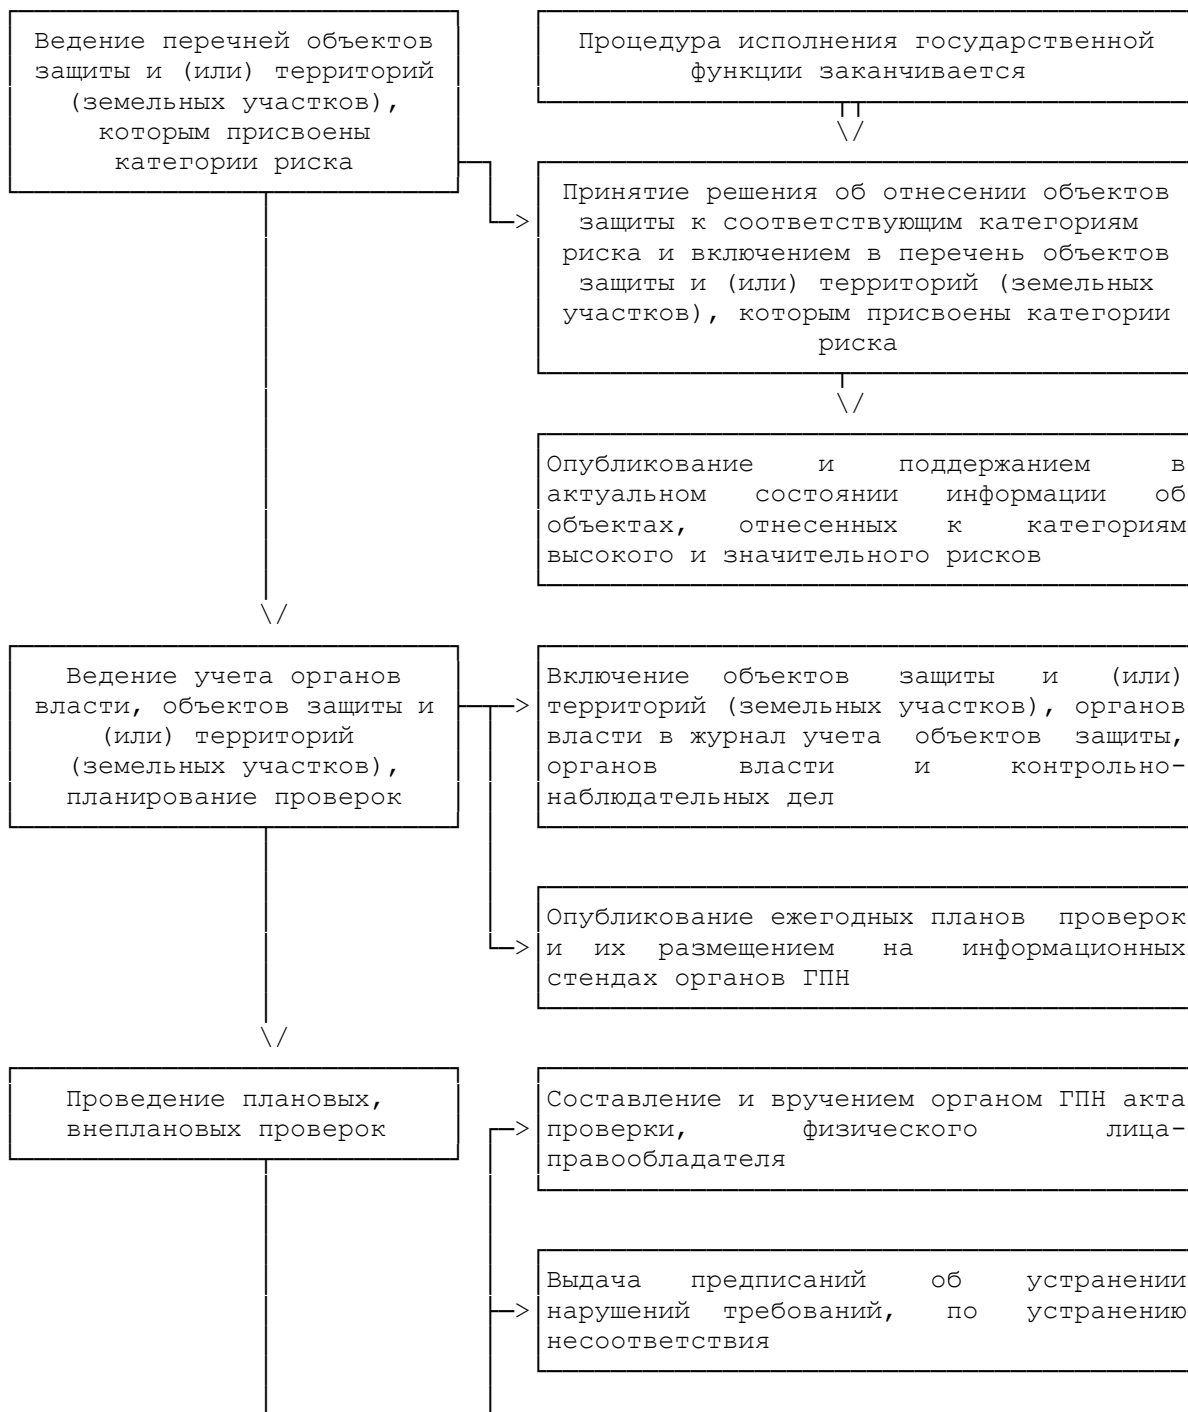 Ведение перечней объектов
защиты и (или) территорий
(земельных участков),
которым присвоены
категории риска
Процедура исполнения государственной
функции заканчивается
Принятие решения об отнесении объектов
защиты к соответствующим категориям
риска и включением в перечень объектов
защиты и (или) территорий (земельных
участков), которым присвоены категории
риска
Опубликование и поддержанием в
актуальном состоянии информации об
объектах, отнесенных к категориям
высокого и значительного рисков
Ведение учета органов
власти, объектов защиты и
(или) территорий
(земельных участков),
планирование проверок
Включение объектов защиты и (или)
территорий (земельных участков), органов
власти в журнал учета объектов защиты,
органов власти и контрольно-
наблюдательных дел
Опубликование ежегодных планов проверок
и их размещением на информационных
стендах органов ГПН
Проведение плановых,
внеплановых проверок
Составление и вручением органом ГПН акта
проверки, физического лица-
правообладателя
Выдача предписаний об устранении
нарушений требований, по устранению
несоответствия